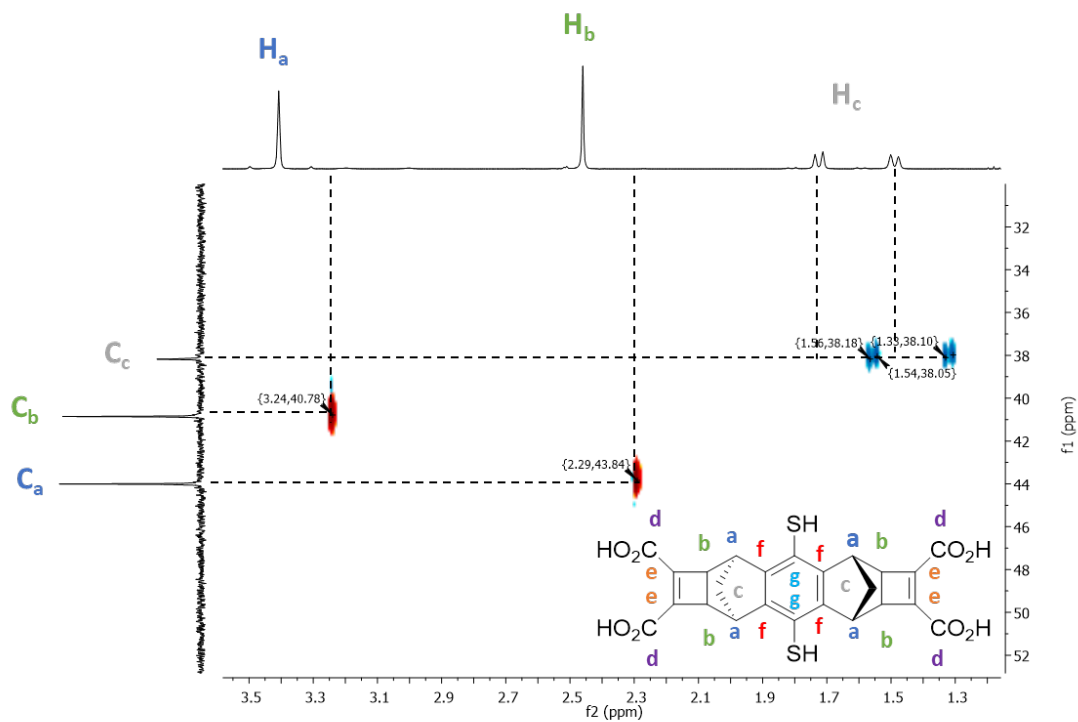 Hb
Ha
Hc
32
34
36
{1.56,38.18}
{1.33,38.10}
Cc
38
{1.54,38.05}
{3.24,40.78}
40
Cb
42
{2.29,43.84}
Ca
44
f1 (ppm)
46
SH
d
a
a
d
HO2C
b
f
f
b
CO2H
48
e
g
e
c
c
e
g
e
50
HO2C
b
a
f
f
a
b
CO2H
d
SH
d
52
3.5
3.3
3.1
2.9
2.7
2.5
2.3
2.1
1.9
1.7
1.5
1.3
f2 (ppm)